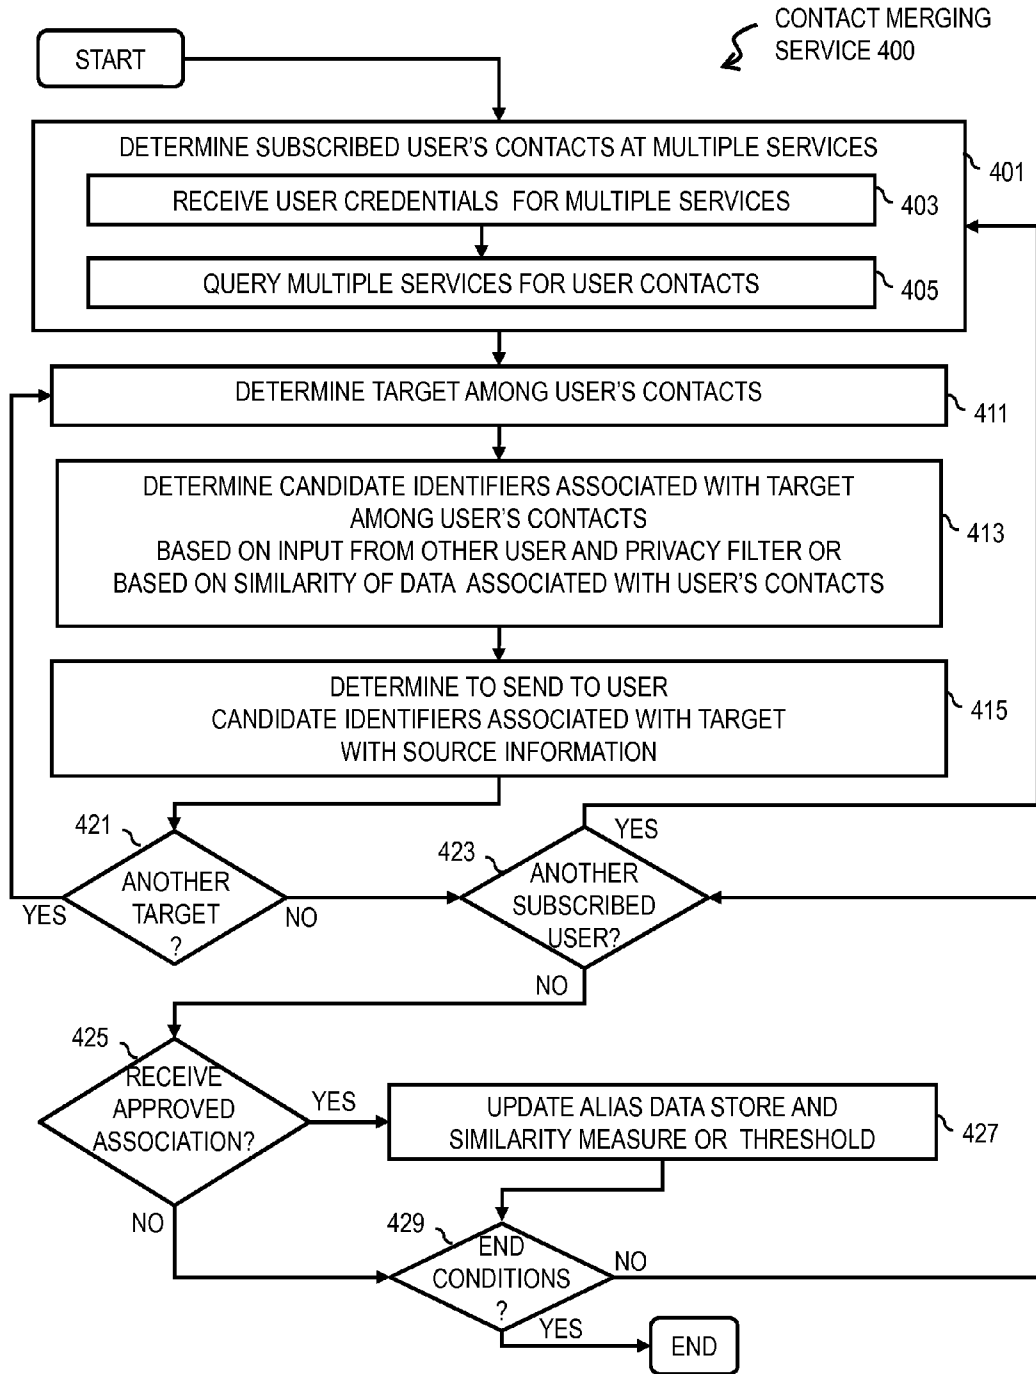 CONTACT MERGING
SERVICE 400
START
DETERMINE SUBSCRIBED USER'S CONTACTS AT MULTIPLE SERVICES
401
RECEIVE USER CREDENTIALS FOR MULTIPLE SERVICES
403
QUERY MULTIPLE SERVICES FOR USER CONTACTS
405
DETERMINE TARGET AMONG USER'S CONTACTS
411
DETERMINE CANDIDATE IDENTIFIERS ASSOCIATED WITH TARGET
AMONG USER'S CONTACTS
BASED ON INPUT FROM OTHER USER AND PRIVACY FILTER OR
BASED ON SIMILARITY OF DATA ASSOCIATED WITH USER'S CONTACTS
413
DETERMINE TO SEND TO USER
CANDIDATE IDENTIFIERS ASSOCIATED WITH TARGET
WITH SOURCE INFORMATION
415
421
ANOTHER
TARGET
?
YES
NO
423
YES
ANOTHER
SUBSCRIBED
USER?
NO
425
RECEIVE
APPROVED
ASSOCIATION?
YES
NO
UPDATE ALIAS DATA STORE AND
SIMILARITY MEASURE OR THRESHOLD
427
429
END
CONDITIONS
?
NO
YES
END